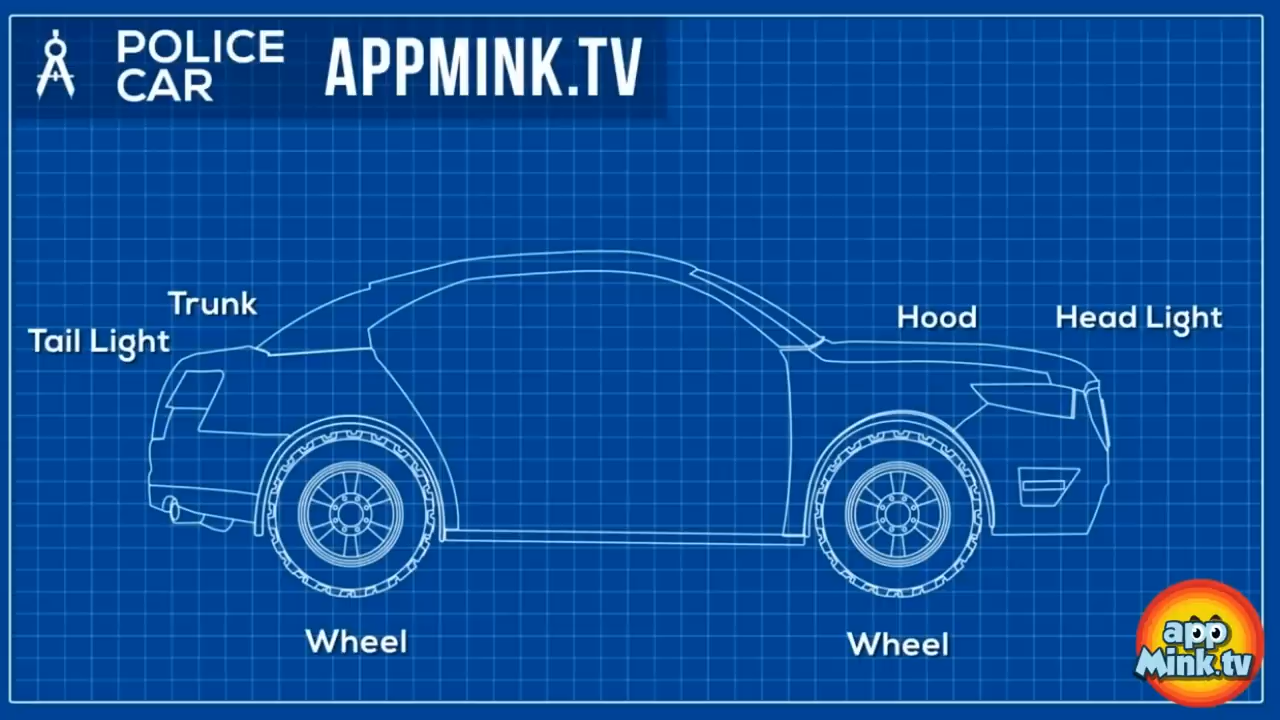 POLICE
CAR
APPMINK.TV
Trunk
Tail Light
Hood
Head Light
Wheel
Wheel
app
Mink.tv